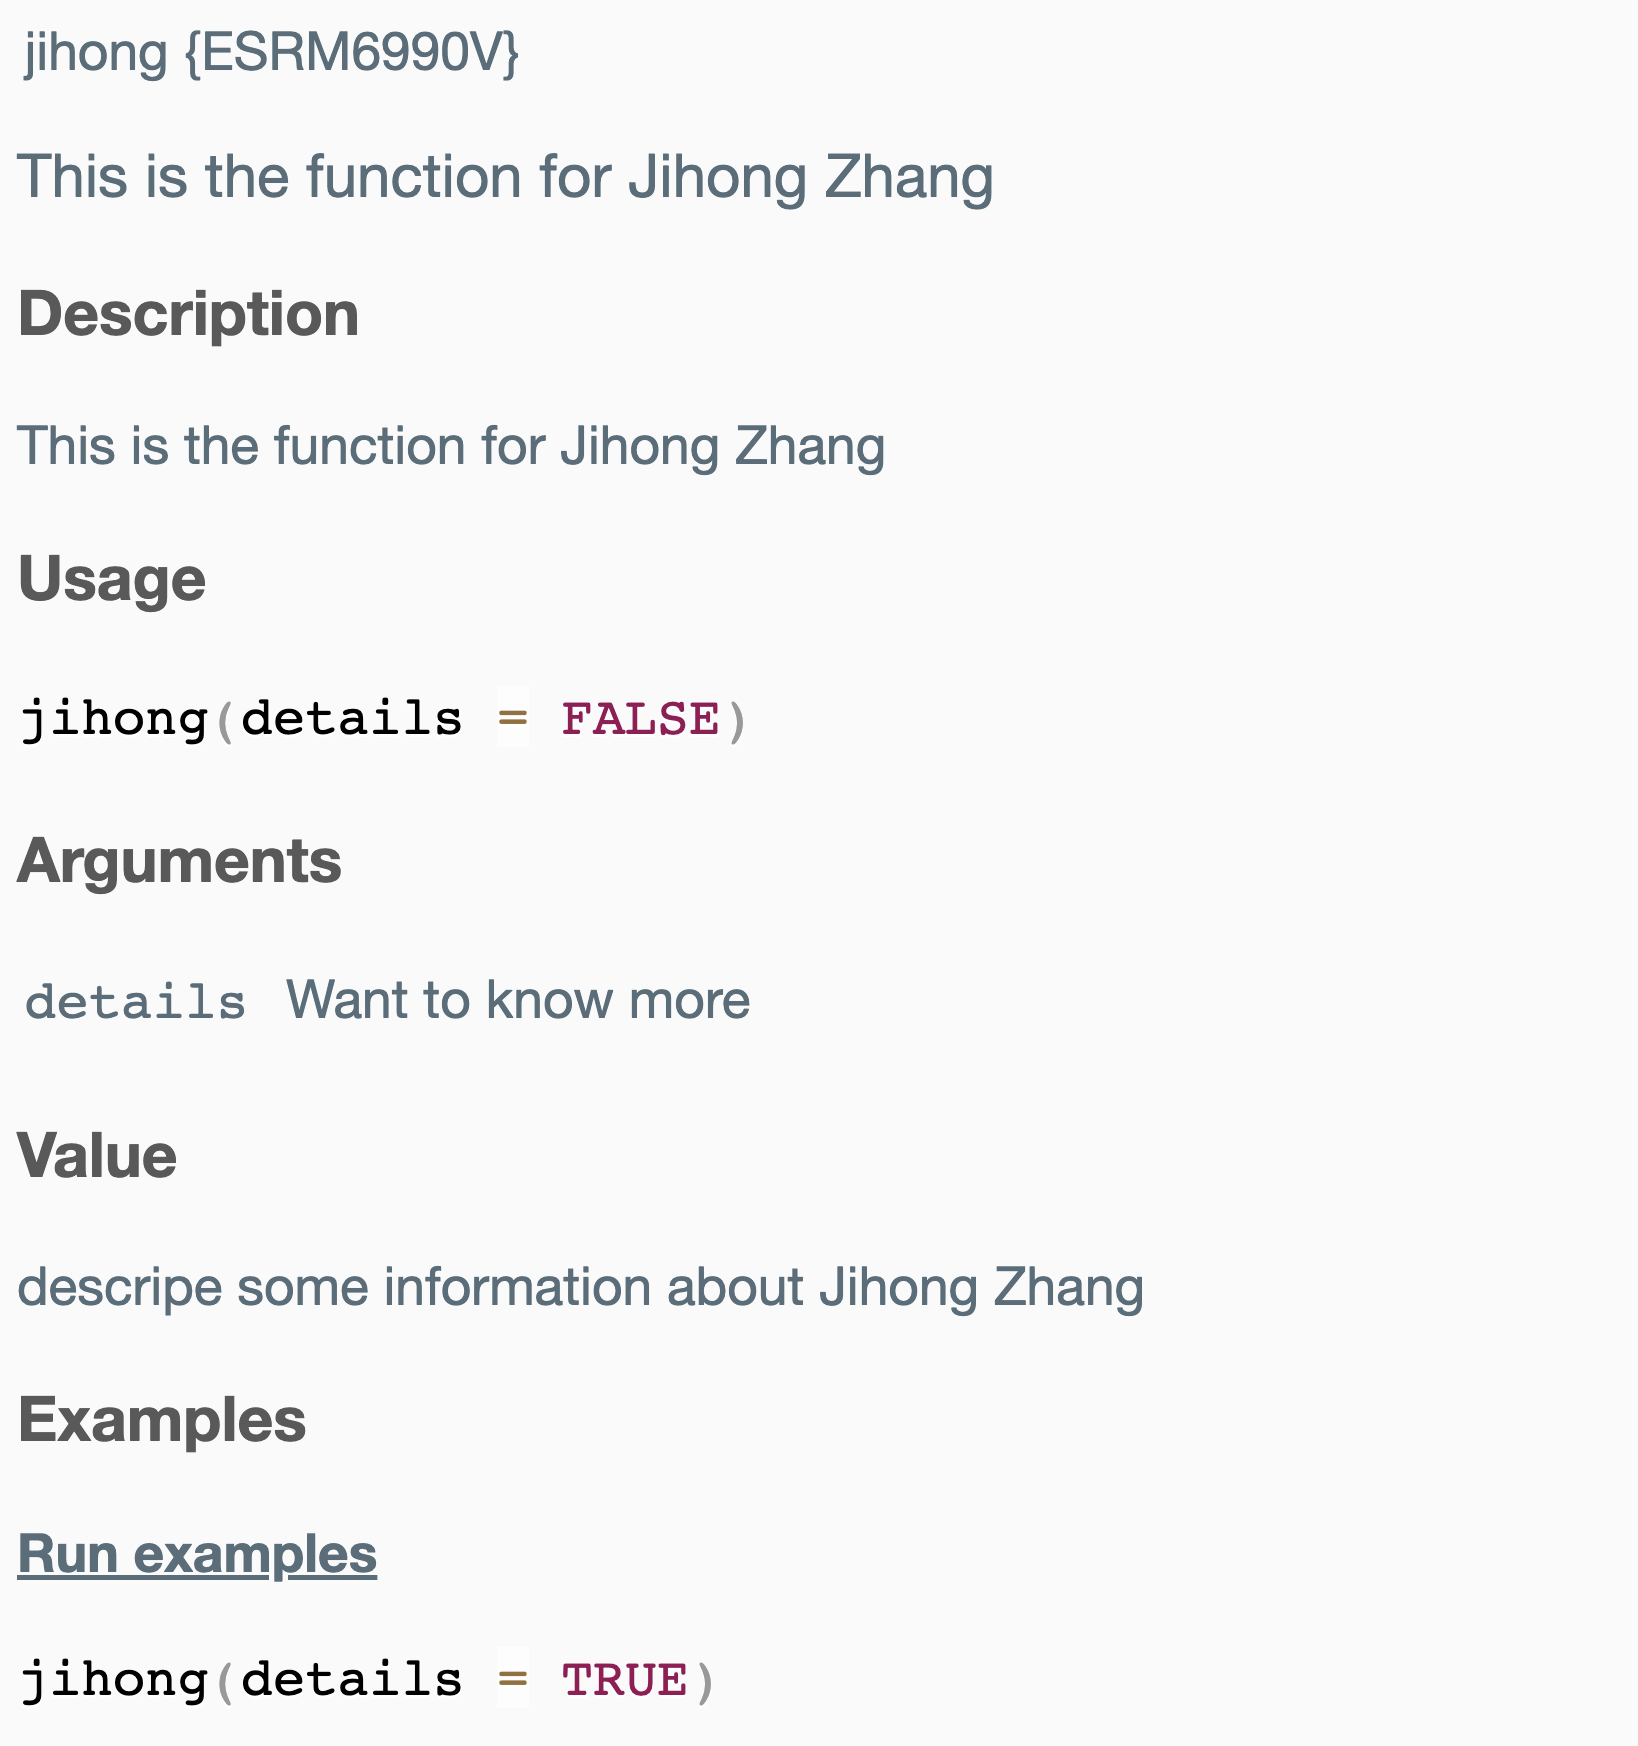 jihong {ESRM6990V}
This is the function for Jihong Zhang
Description
This is the function for Jihong Zhang
Usage
jihong(details = FALSE)
Arguments
details Want to know more
Value
descripe some information about Jihong Zhang
Examples
Run examples
jihong(details = TRUE)